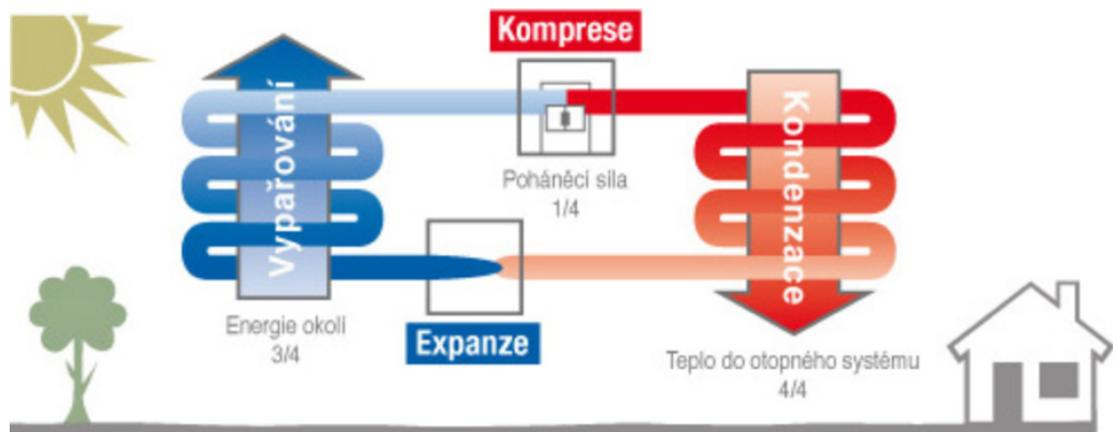 Komprese
Vypařování
Kondenzace
Poháněcí síla
1/4
Energie okolí
3/4
Expanze
Teplo do otopného systému
4/4